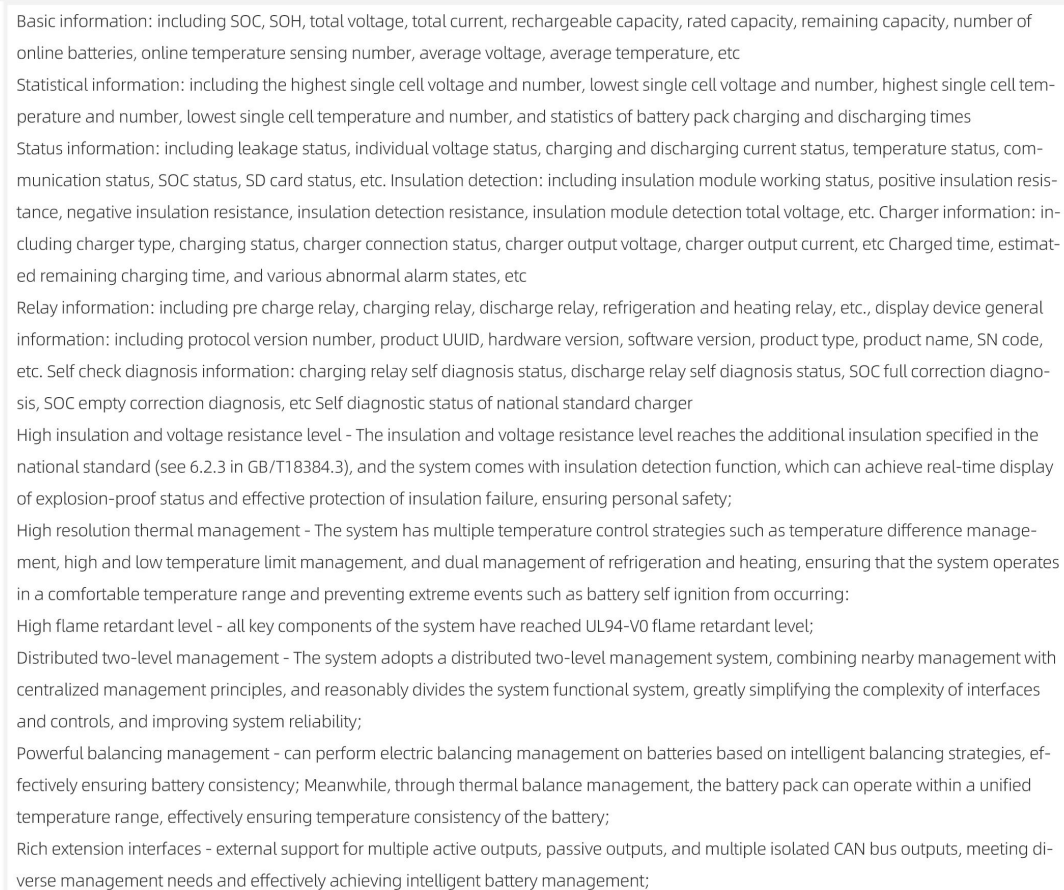 Basic information: including SOC, SOH, total voltage, total current, rechargeable capacity, rated capacity, remaining capacity, number of
online batteries, online temperature sensing number, average voltage, average temperature, etc
Statistical information: including the highest single cell voltage and number, lowest single cell voltage and number, highest single cell tem-
perature and number, lowest single cell temperature and number, and statistics of battery pack charging and discharging times
Status information: including leakage status, individual voltage status, charging and discharging current status, temperature status, com-
munication status, SOC status, SD card status, etc. Insulation detection: including insulation module working status, positive insulation resis-
tance, negative insulation resistance, insulation detection resistance, insulation module detection total voltage, etc. Charger information: in-
cluding charger type, charging status, charger connection status, charger output voltage, charger output current, etc Charged time, estimat-
ed remaining charging time, and various abnormal alarm states, etc
Relay information: including pre charge relay, charging relay, discharge relay, refrigeration and heating relay, etc., display device general
information: including protocol version number, product UUID, hardware version, software version, product type, product name, SN code,
etc. Self check diagnosis information: charging relay self diagnosis status, discharge relay self diagnosis status, SOC full correction diagno-
sis, SOC empty correction diagnosis, etc Self diagnostic status of national standard charger
High insulation and voltage resistance level - The insulation and voltage resistance level reaches the additional insulation specified in the
national standard (see 6.2.3 in GB/T18384.3), and the system comes with insulation detection function, which can achieve real-time display
of explosion-proof status and effective protection of insulation failure, ensuring personal safety;
High resolution thermal management - The system has multiple temperature control strategies such as temperature difference manage-
ment, high and low temperature limit management, and dual management of refrigeration and heating, ensuring that the system operates
in a comfortable temperature range and preventing extreme events such as battery self ignition from occurring:
High flame retardant level - all key components of the system have reached UL94-V0 flame retardant level;
Distributed two-level management - The system adopts a distributed two-level management system, combining nearby management with
centralized management principles, and reasonably divides the system functional system, greatly simplifying the complexity of interfaces
and controls, and improving system reliability;
Powerful balancing management - can perform electric balancing management on batteries based on intelligent balancing strategies, ef-
fectively ensuring battery consistency; Meanwhile, through thermal balance management, the battery pack can operate within a unified
temperature range, effectively ensuring temperature consistency of the battery;
Rich extension interfaces - external support for multiple active outputs, passive outputs, and multiple isolated CAN bus outputs, meeting di-
verse management needs and effectively achieving intelligent battery management;